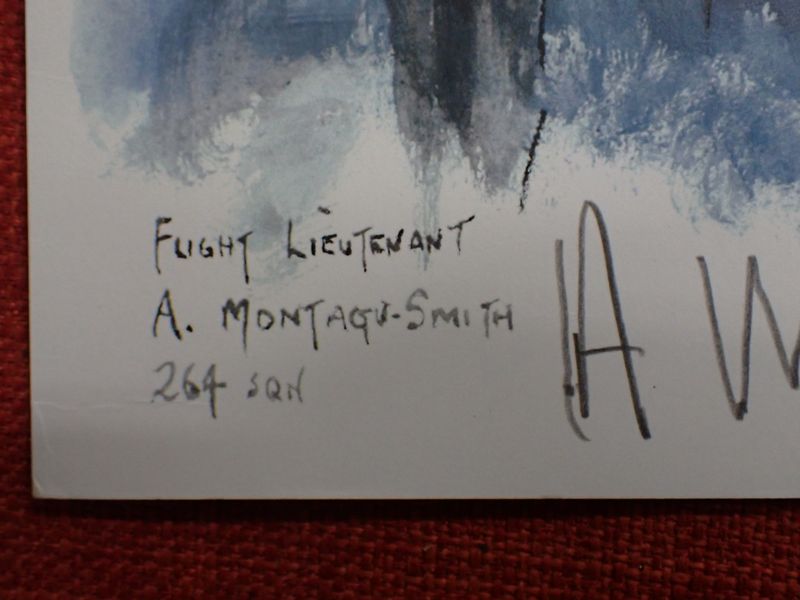 FLIGHT LIEUTENANT
A. MONTAGU-SMITH
264 SQN
A